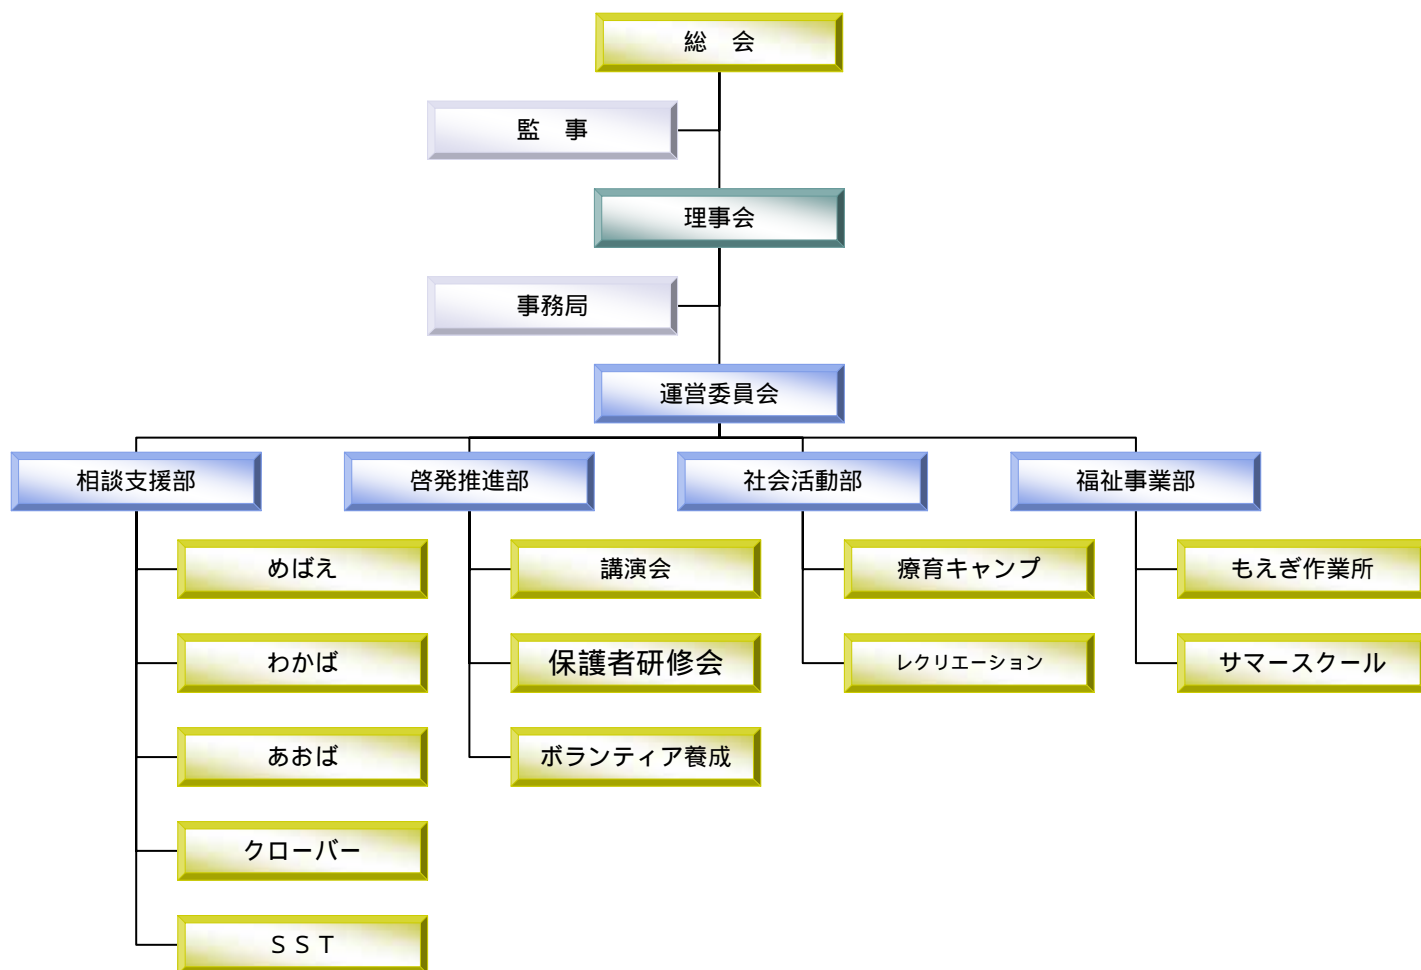 総　会
監　事
理事会
事務局
運営委員会
相談支援部
啓発推進部
社会活動部
福祉事業部
めばえ
講演会
療育キャンプ
もえぎ作業所
わかば
保護者研修会
レクリエーション
サマースクール
あおば
ボランティア養成
クローバー
ＳＳＴ